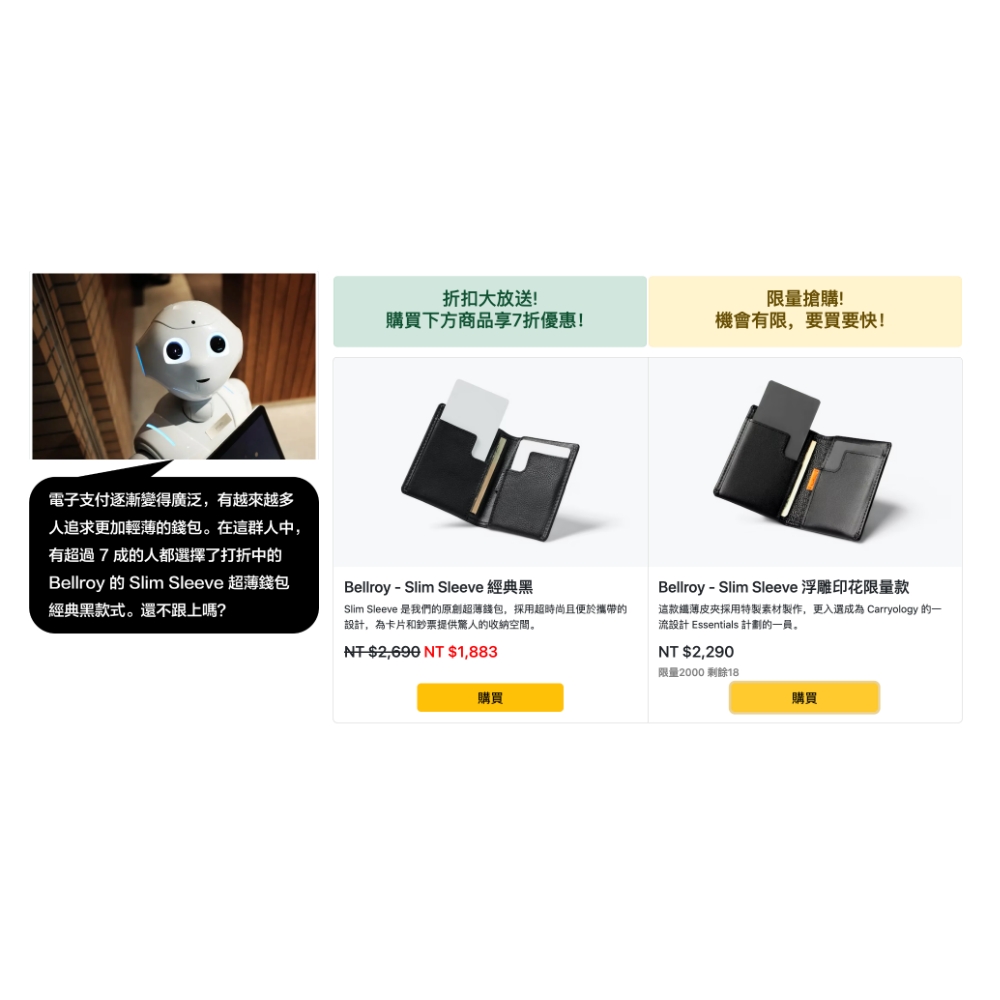 電子支付逐漸變得廣泛，有越來越多
人追求更加輕薄的錢包。在這群人中，
有超過 7 成的人都選擇了打折中的
Bellroy 的 Slim Sleeve 超薄錢包
經典黑款式。還不跟上嗎?
折扣大放送!
購買下方商品享7折優惠!
Bellroy - Slim Sleeve 經典黑
Slim Sleeve 是我們的原創超薄錢包，採用超時尚且便於攜帶的
設計，為卡片和鈔票提供驚人的收納空間。
NT $2,690 NT $1,883
購買
限量搶購!
機會有限，要買要快!
Bellroy - Slim Sleeve 浮雕印花限量款
這款纖薄皮夾採用特製素材製作，更入選成為 Carryology 的一
流設計 Essentials 計劃的一員。
NT $2,290
限量2000 剩餘18
購買